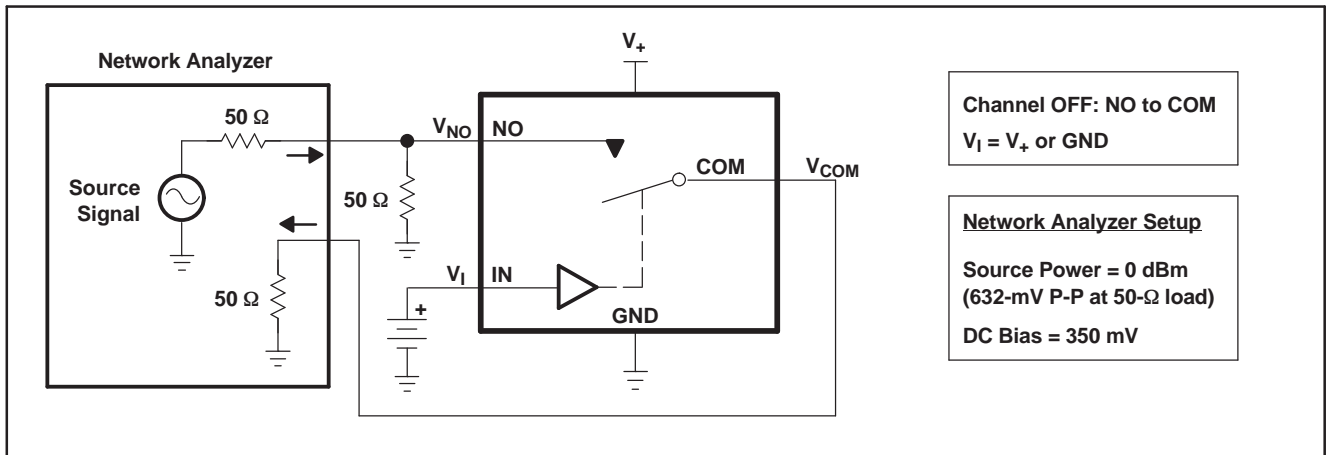 Network Analyzer
50 Ω
Source
Signal
50 Ω
V+
VNO
NO
50 Ω
COM
VCOM
VI
IN
+
GND
Channel OFF: NO to COM
VI = V+ or GND
Network Analyzer Setup
Source Power = 0 dBm
(632-mV P-P at 50-Ω load)
DC Bias = 350 mV